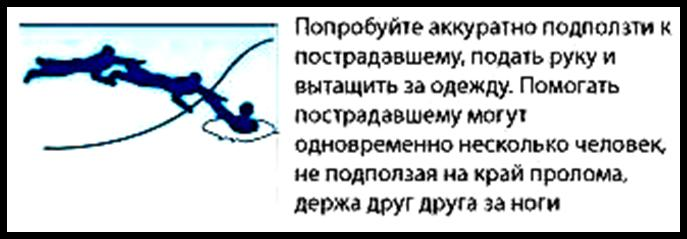 Попробуйте аккуратно подползти к
пострадавшему, подать руку и
вытащить за одежду. Помогать
пострадавшему могут
одновременно несколько человек,
не подползая на край пролома,
держа друг друга за ноги